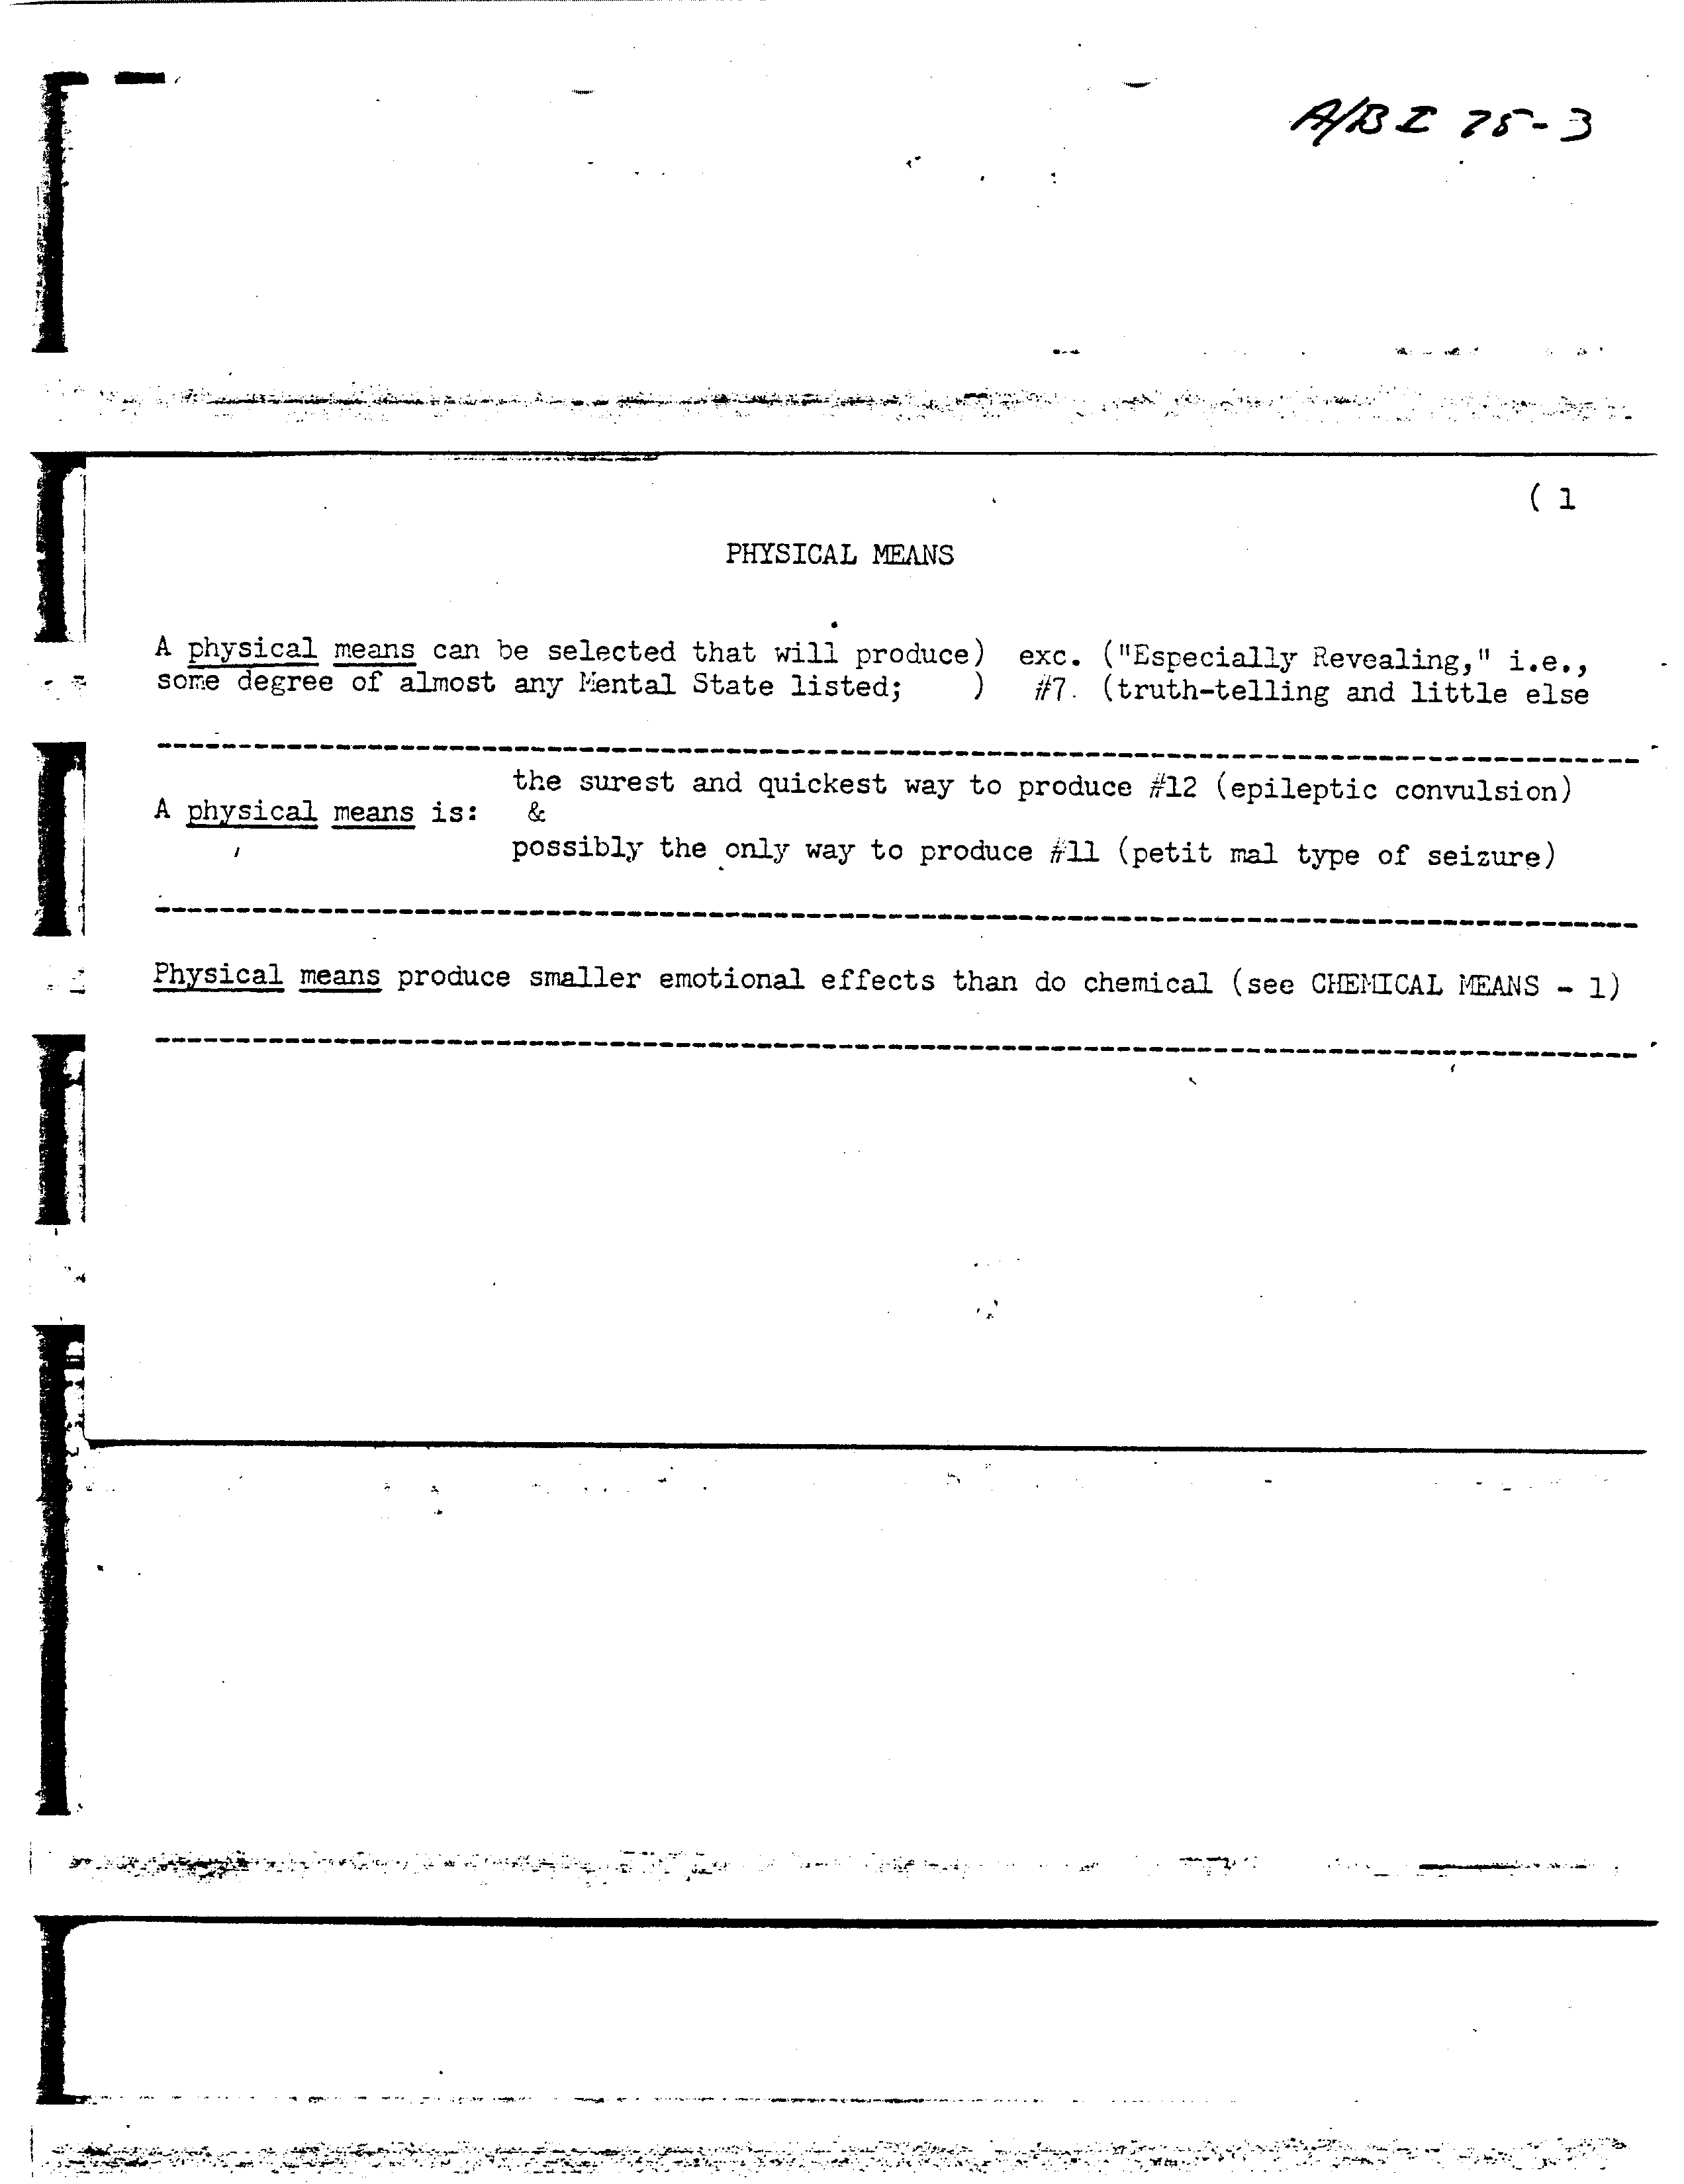 A/B I 75-3
( 1
PHYSICAL MEANS
A physical means can be selected that will produce) exc. ("Especially Revealing," i.e.,
some degree of almost any Mental State listed; ) #7. (truth-telling and little else
the surest and quickest way to produce #12 (epileptic convulsion)
A physical means is: &
possibly the only way to produce #11 (petit mal type of seizure)
Physical means produce smaller emotional effects than do chemical (see CHEMICAL MEANS - 1)